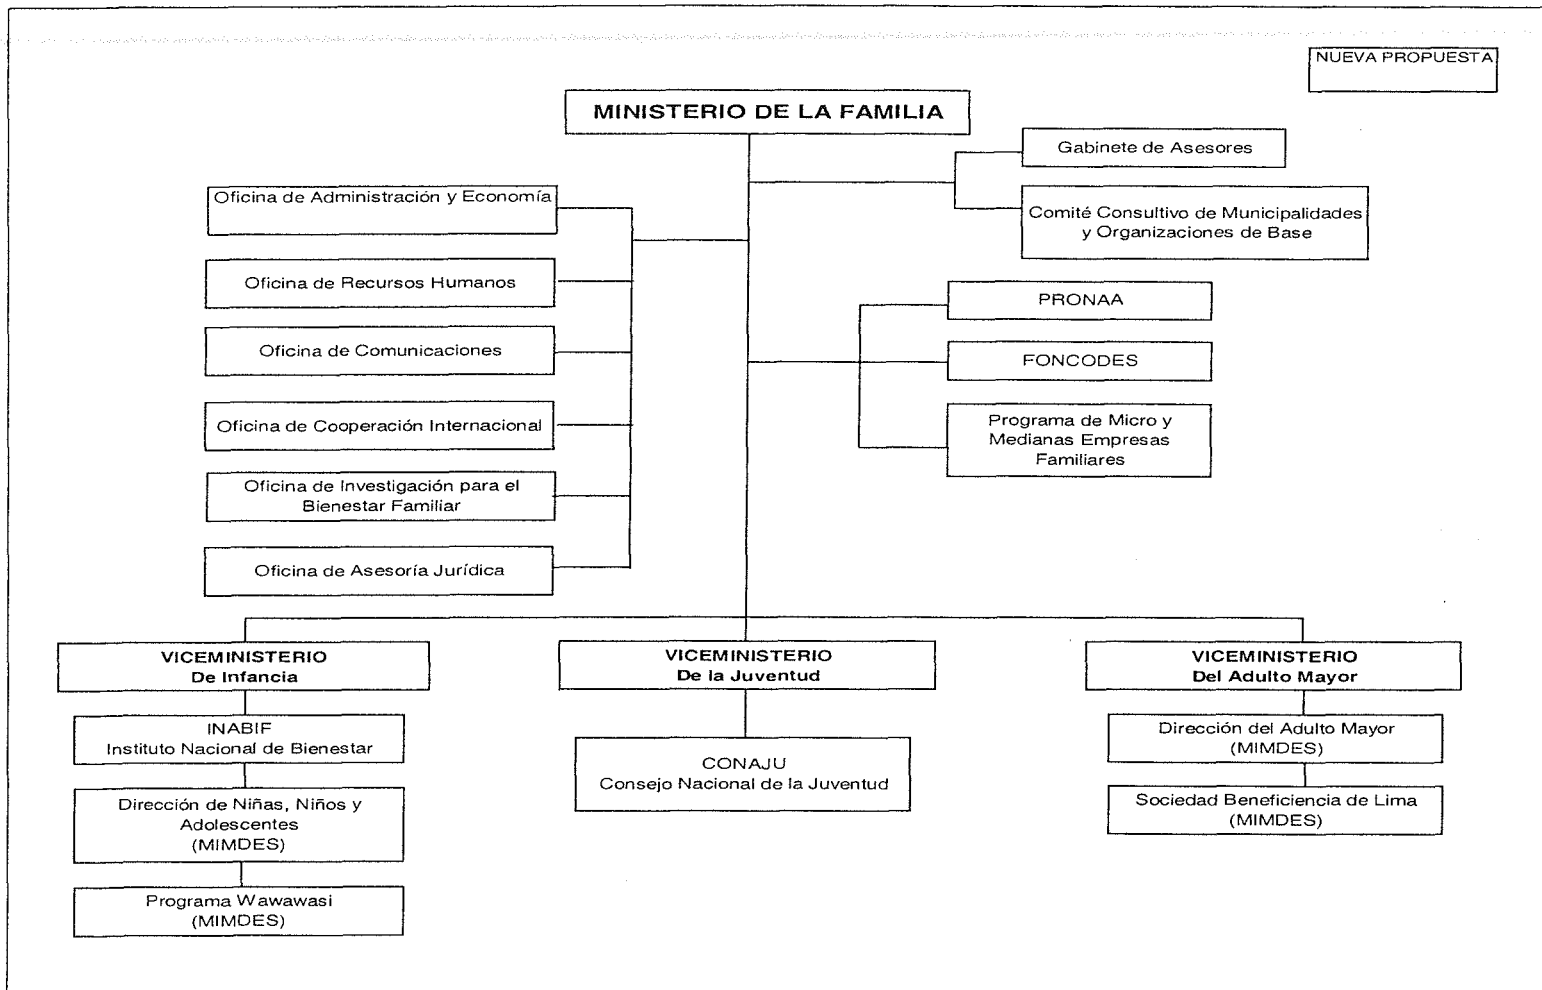 NUEVA PROPUESTA
MINISTERIO DE LA FAMILIA
Gabinete de Asesores
Comité Consultivo de Municipalidades
y Organizaciones de Base
Oficina de Administración y Economía
Oficina de Recursos Humanos
Oficina de Comunicaciones
Oficina de Cooperación Internacional
Oficina de Investigación para el
Bienestar Familiar
Oficina de Asesoría Jurídica
PRONAA
FONCODES
Programa de Micro y
Medianas Empresas
Familiares
VICEMINISTERIO
De Infancia
INABIF
Instituto Nacional de Bienestar
Dirección de Niñas, Niños y
Adolescentes
(MIMDES)
Programa Wawawasi
(MIMDES)
VICEMINISTERIO
De la Juventud
CONAJU
Consejo Nacional de la Juventud
VICEMINISTERIO
Del Adulto Mayor
Dirección del Adulto Mayor
(MIMDES)
Sociedad Beneficiencia de Lima
(MIMDES)